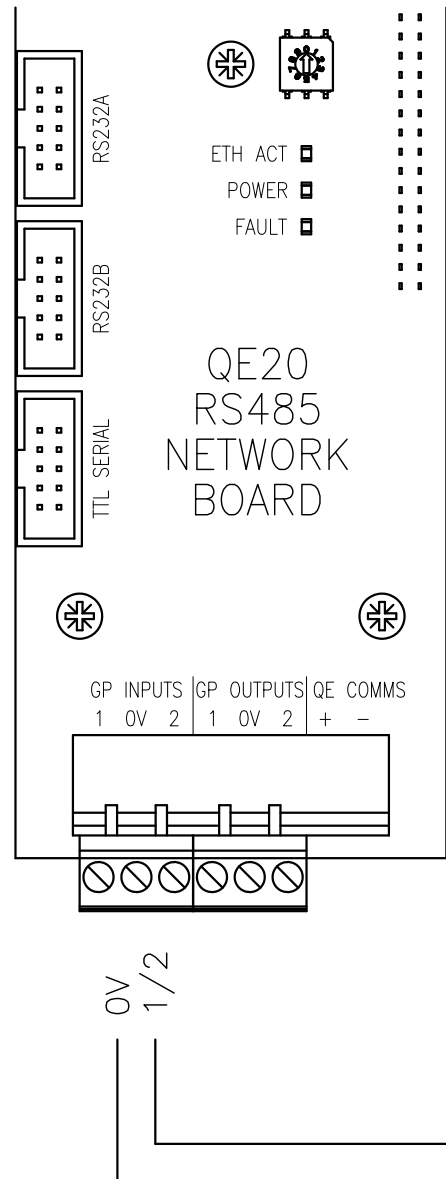 RS232A
ETH ACT
POWER
FAULT
RS232B
QE20
RS485
NETWORK
BOARD
TTL SERIAL
GP INPUTS GP OUTPUTS QE COMMS
1 0V 2 1 0V 2 + −
0V
1/2